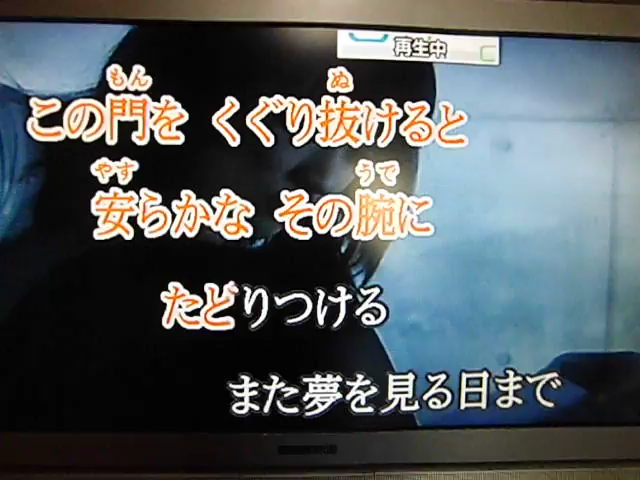 再生中
もん ぬ
この門を くぐり抜けると
やす うで
安らかな その腕に
たどりつける
また夢を見る日まで